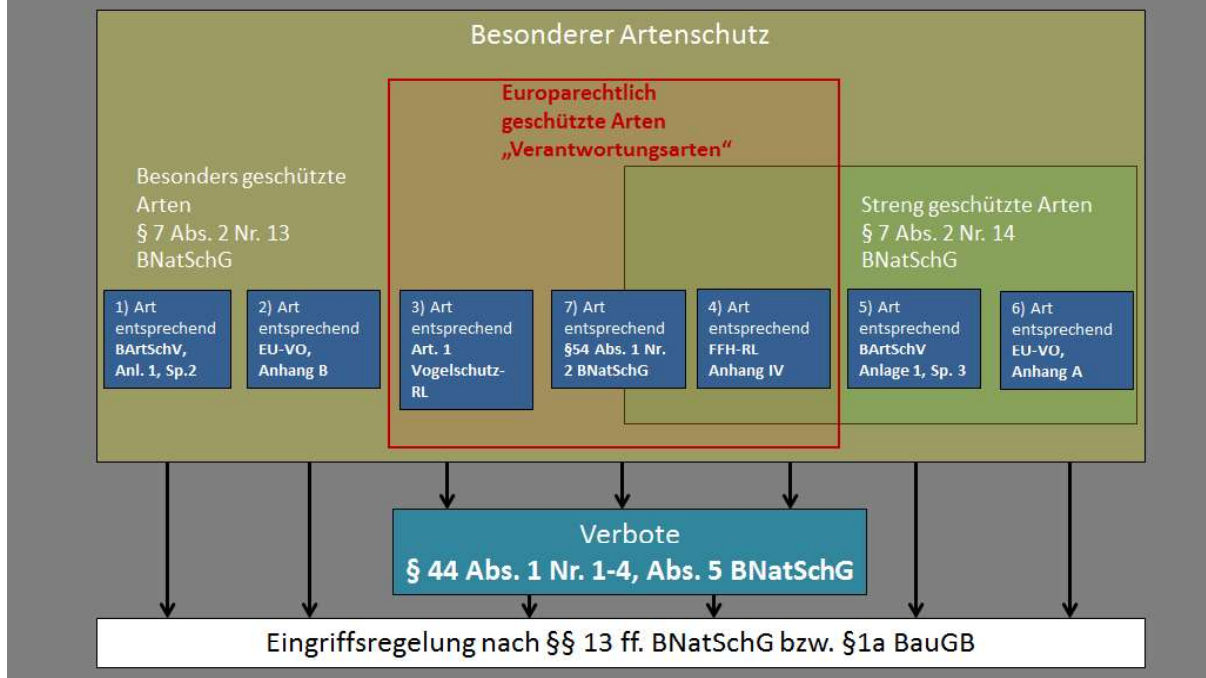 Besonderer Artenschutz
Europarechtlich
geschützte Arten
„Verantwortungsarten“
Besonders geschützte
Arten
§ 7 Abs. 2 Nr. 13
BNatSchG
Streng geschützte Arten
§ 7 Abs. 2 Nr. 14
BNatSchG
1) Art
entsprechend
BArtSchV,
Anl. 1, Sp.2
2) Art
entsprechend
EU-VO,
Anhang B
3) Art
entsprechend
Art. 1
Vogelschutz-
RL
7) Art
entsprechend
§54 Abs. 1 Nr.
2 BNatSchG
4) Art
entsprechend
FFH-RL
Anhang IV
5) Art
entsprechend
BArtSchV
Anlage 1, Sp. 3
6) Art
entsprechend
EU-VO,
Anhang A
Verbote
§ 44 Abs. 1 Nr. 1-4, Abs. 5 BNatSchG
Eingriffsregelung nach §§ 13 ff. BNatSchG bzw. §1a BauGB